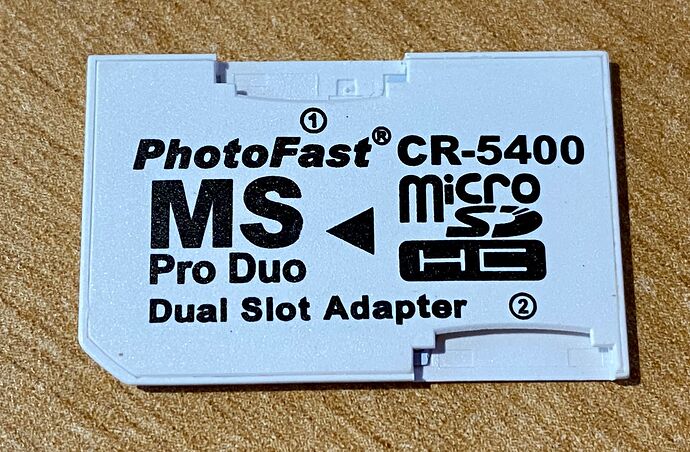 ①
PhotoFast® CR-5400
MS ◄ micro SD HC
Pro Duo
Dual Slot Adapter ②